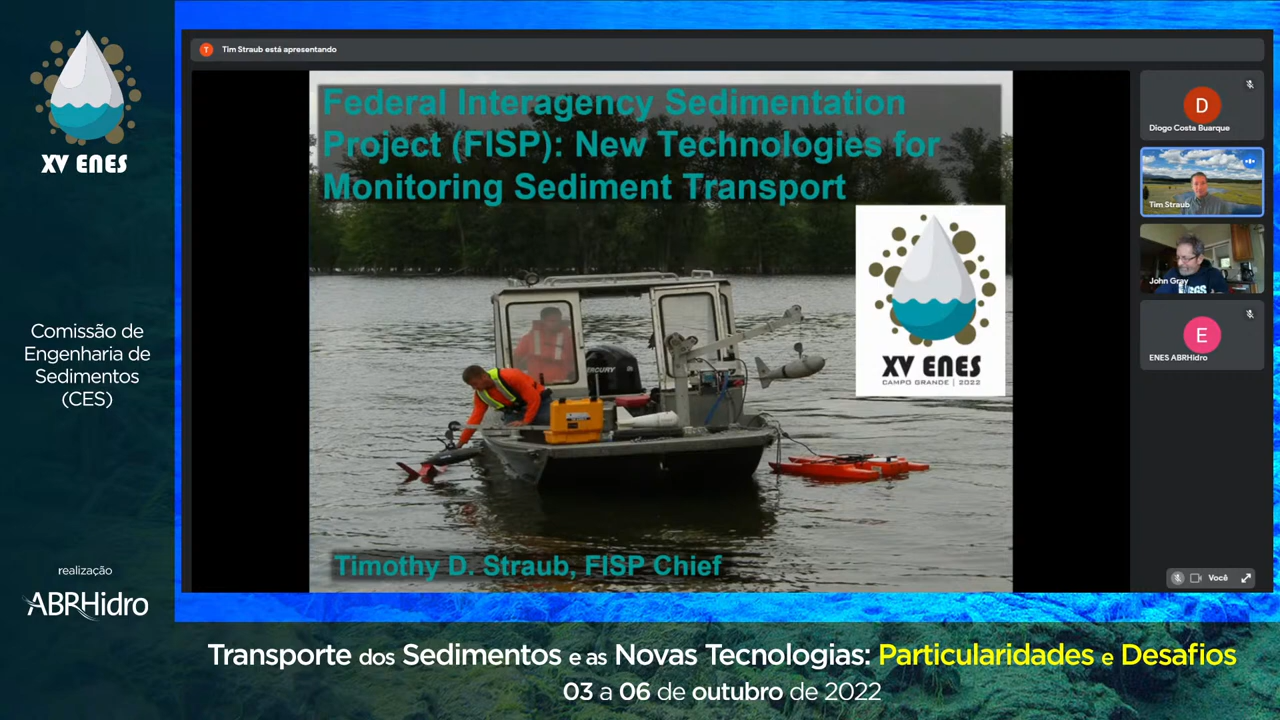 XV ENES
Comissão de
Engenharia de
Sedimentos
(CES)
realização
ABRHidro
T
Tim Straub está apresentando
Federal Interagency Sedimentation
Project (FISP): New Technologies for
Monitoring Sediment Transport
XV ENES
CAMPO GRANDE | 2022
MERCURY
Timothy D. Straub, FISP Chief
D
Diogo Costa Buarque
Tim Straub
John Gray
E
ENES ABRHidro
Você
Transporte dos Sedimentos e as Novas Tecnologias: Particularidades e Desafios
03 a 06 de outubro de 2022